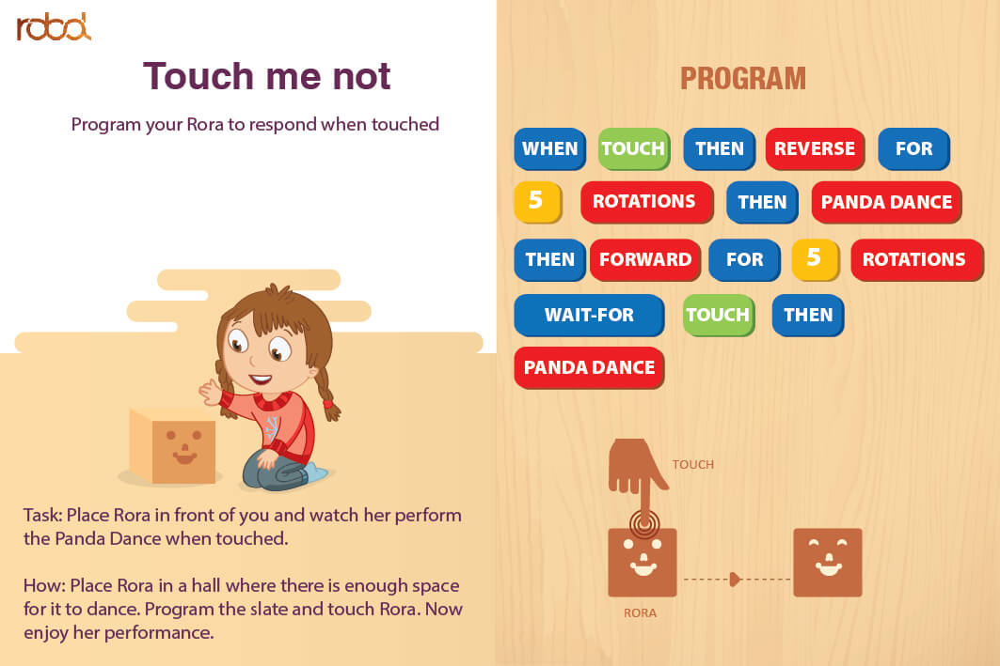 robod
Touch me not
Program your Rora to respond when touched
Task: Place Rora in front of you and watch her perform
the Panda Dance when touched.
How: Place Rora in a hall where there is enough space
for it to dance. Program the slate and touch Rora. Now
enjoy her performance.
PROGRAM
WHEN TOUCH THEN REVERSE FOR
5 ROTATIONS THEN PANDA DANCE
THEN FORWARD FOR 5 ROTATIONS
WAIT-FOR TOUCH THEN
PANDA DANCE
TOUCH
RORA